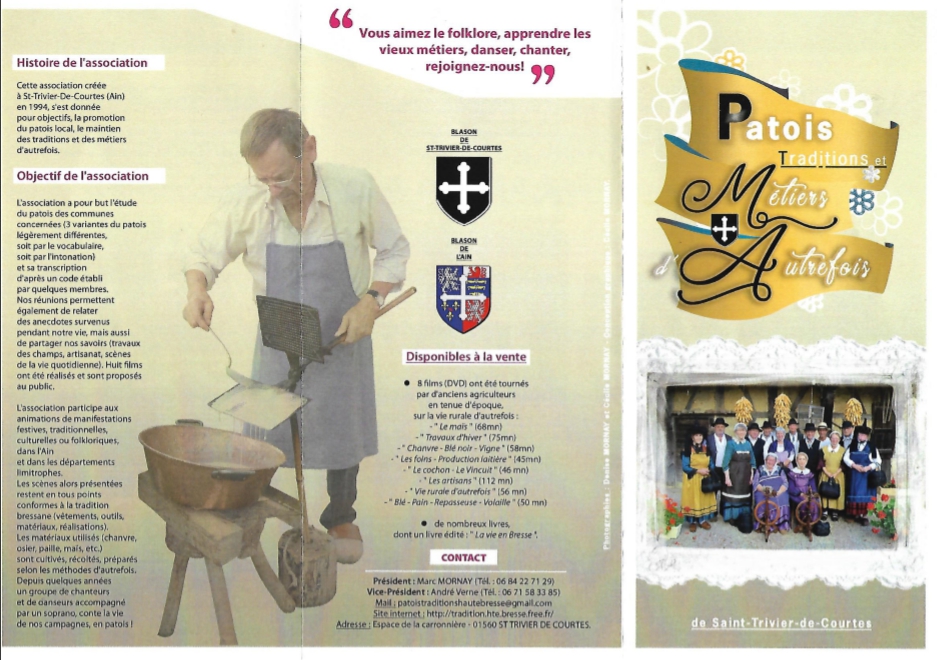 Histoire de l'association
Cette association créée
à St-Trivier-De-Courtes (Ain)
en 1994, s'est donnée
pour objectifs, la promotion
du patois local, le maintien
des traditions et des métiers
d'autrefois.
Objectif de l'association
L'association a pour but l'étude
du patois des communes
concernées (3 variantes du patois
légèrement différentes,
soit par le vocabulaire,
soit par l'intonation)
et sa transcription
d'après un code établi
par quelques membres.
Nos réunions permettent
également de relater
des anecdotes survenus
pendant notre vie, mais aussi
de partager nos savoirs (travaux
des champs, artisanat, scènes
de la vie quotidienne). Huit films
ont été réalisés et sont proposés
au public.
L'association participe aux
animations de manifestations
festives, traditionnelles,
culturelles ou folkloriques,
dans l'Ain
et dans les départements
limitrophes.
Les scènes alors présentées
restent en tous points
conformes à la tradition
bressane (vêtements, outils,
matériaux, réalisations).
Les matériaux utilisés (chanvre,
osier, paille, maïs, etc.)
sont cultivés, récoltés, préparés
selon les méthodes d'autrefois.
Depuis quelques années
un groupe de chanteurs
et de danseurs accompagné
par un soprano, conte la vie
de nos campagnes, en patois !
“ Vous aimez le folklore, apprendre les
vieux métiers, danser, chanter,
rejoignez-nous! ”
BLASON
DE
ST-TRIVIER-DE-COURTES
BLASON
DE
L'AIN
Disponibles à la vente
● 8 films (DVD) ont été tournés
par d'anciens agriculteurs
en tenue d'époque,
sur la vie rurale d'autrefois :
- " Le maïs " (68mn)
- " Travaux d'hiver " (75mn)
- " Chanvre - Blé noir - Vigne " (58mn)
- " Les foins - Production laitière " (45mn)
- " Le cochon - Le Vincuit " (46 mn)
- " Les artisans " (112 mn)
- " Vie rurale d'autrefois " (56 mn)
- " Blé - Pain - Repasseuse - Volaille " (50 mn)
● de nombreux livres,
dont un livre édité : " La vie en Bresse ".
CONTACT
Président : Marc MORNAY (Tél. : 06 84 22 71 29)
Vice-Président : André Verne (Tél. : 06 71 58 33 85)
Mail : patoistraditionshautebresse@gmail.com
Site internet : http://tradition.hte.bresse.free.fr/
Adresse : Espace de la carronnière - 01560 ST TRIVIER DE COURTES.
Photographies : Denise MORNAY et Cécile MORNAY - Conception graphique : Cécile MORNAY
Patois
Traditions et
Métiers
d'Autrefois
de Saint-Trivier-de-Courtes